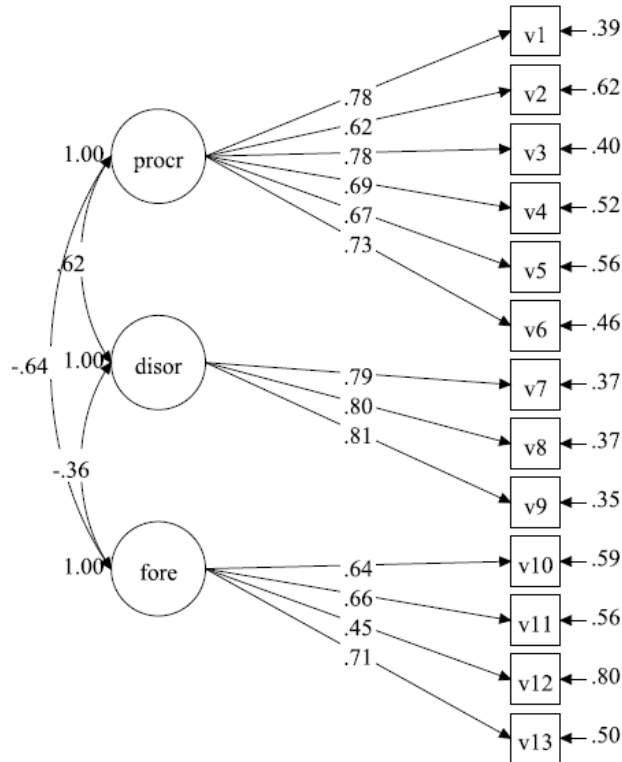 v1
.39
v2
.62
.78
.62
1.00
procr
.78
v3
.40
.69
.67
v4
.52
.73
v5
.56
.62
v6
.46
-.64
1.00
disor
.79
v7
.37
.80
.81
v8
.37
-.36
v9
.35
1.00
fore
.64
v10
.59
.66
.45
v11
.56
.71
v12
.80
v13
.50